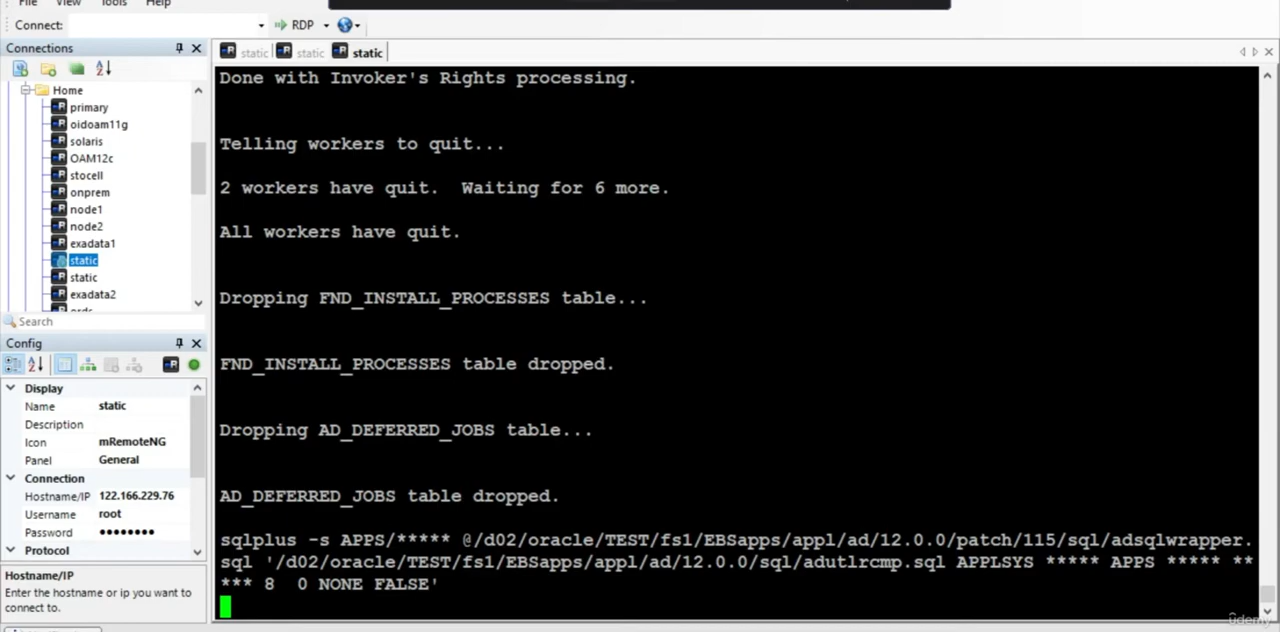 File View Tools Help
Connect: RDP
Connections
Home
primary
oidoam11g
solaris
OAM12c
stocell
onprem
node1
node2
exadata1
static
static
exadata2
Search
Config
Display
Name static
Description
Icon mRemoteNG
Panel General
Connection
Hostname/IP 122.166.229.76
Username root
Password ●●●●●●●●
Protocol
Hostname/IP
Enter the hostname or ip you want to
connect to.
static static static
Done with Invoker's Rights processing.
Telling workers to quit...
2 workers have quit.  Waiting for 6 more.
All workers have quit.
Dropping FND_INSTALL_PROCESSES table...
FND_INSTALL_PROCESSES table dropped.
Dropping AD_DEFERRED_JOBS table...
AD_DEFERRED_JOBS table dropped.
sqlplus -s APPS/***** @/d02/oracle/TEST/fs1/EBSapps/appl/ad/12.0.0/patch/115/sql/adsqlwrapper.
sql '/d02/oracle/TEST/fs1/EBSapps/appl/ad/12.0.0/sql/adutlrcmp.sql APPLSYS ***** APPS ***** **
*** 8  0 NONE FALSE'
udemy